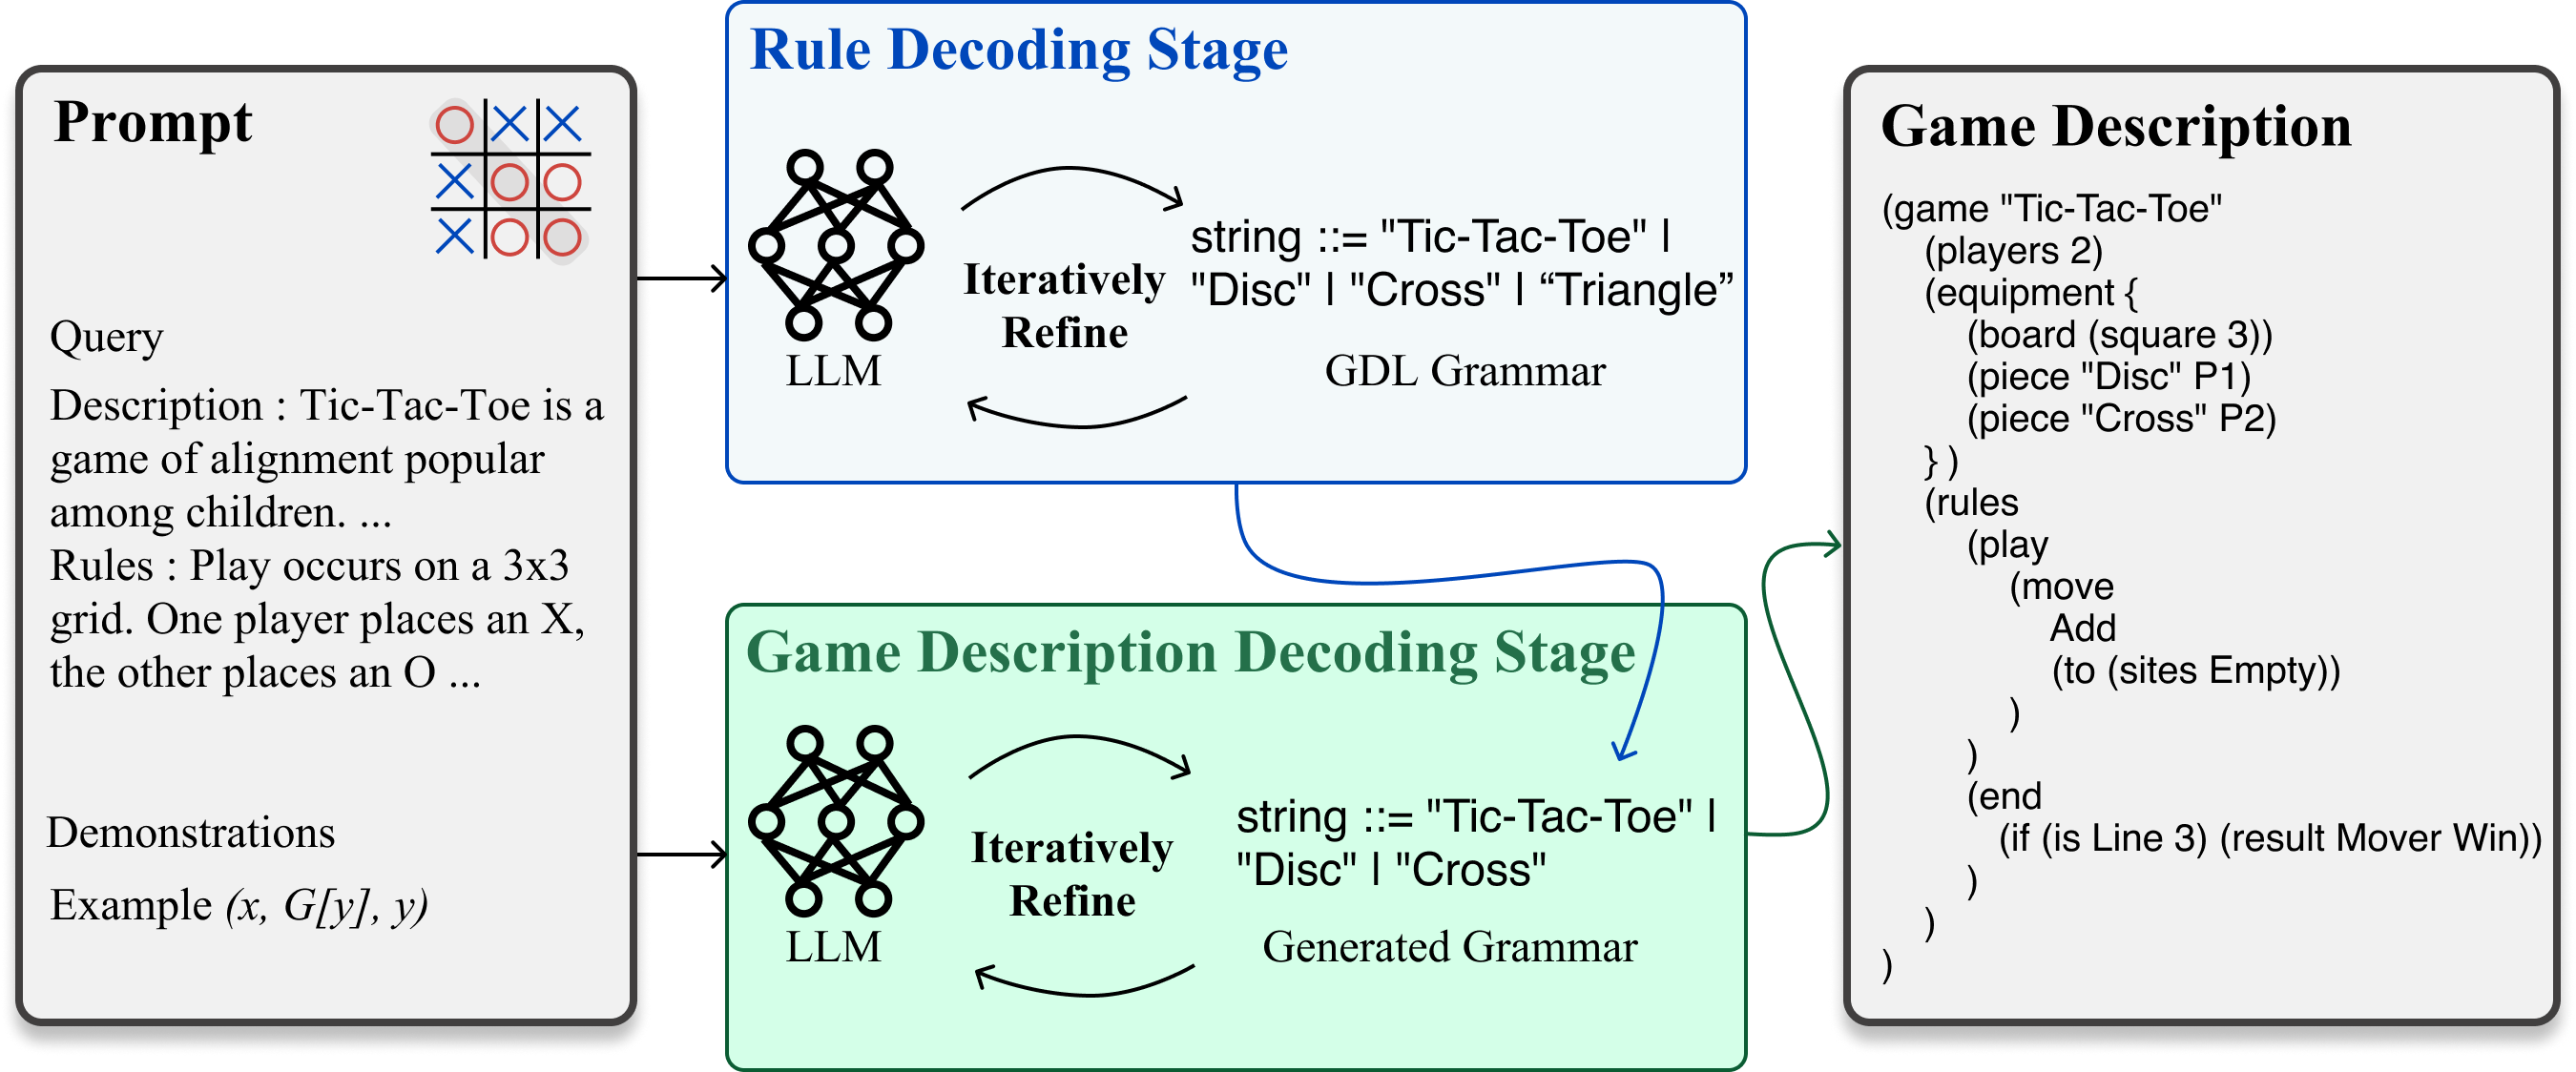 Prompt
Query
Description : Tic-Tac-Toe is a
game of alignment popular
among children. ...
Rules : Play occurs on a 3x3
grid. One player places an X,
the other places an O ...
Demonstrations
Example (x, G[y], y)
Rule Decoding Stage
LLM
Iteratively
Refine
string ::= "Tic-Tac-Toe" |
"Disc" | "Cross" | “Triangle”
GDL Grammar
Game Description Decoding Stage
LLM
Iteratively
Refine
string ::= "Tic-Tac-Toe" |
"Disc" | "Cross"
Generated Grammar
Game Description
(game "Tic-Tac-Toe"
(players 2)
(equipment {
(board (square 3))
(piece "Disc" P1)
(piece "Cross" P2)
} )
(rules
(play
(move
Add
(to (sites Empty))
)
)
(end
(if (is Line 3) (result Mover Win))
)
)
)